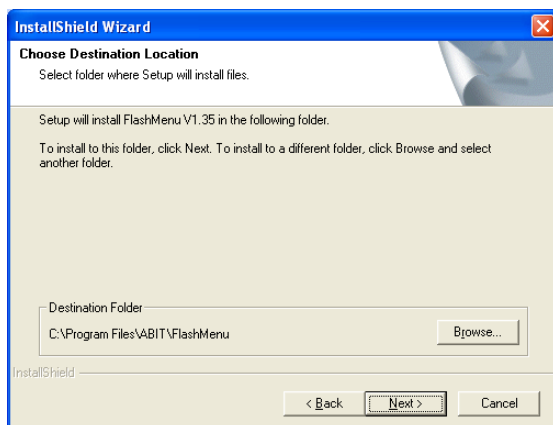 InstallShield Wizard
Choose Destination Location
Select folder where Setup will install files.
Setup will install FlashMenu V1.35 in the following folder.
To install to this folder, click Next. To install to a different folder, click Browse and select
another folder.
Destination Folder
C:\Program Files\ABIT\FlashMenu
Browse...
InstallShield
< Back
Next >
Cancel